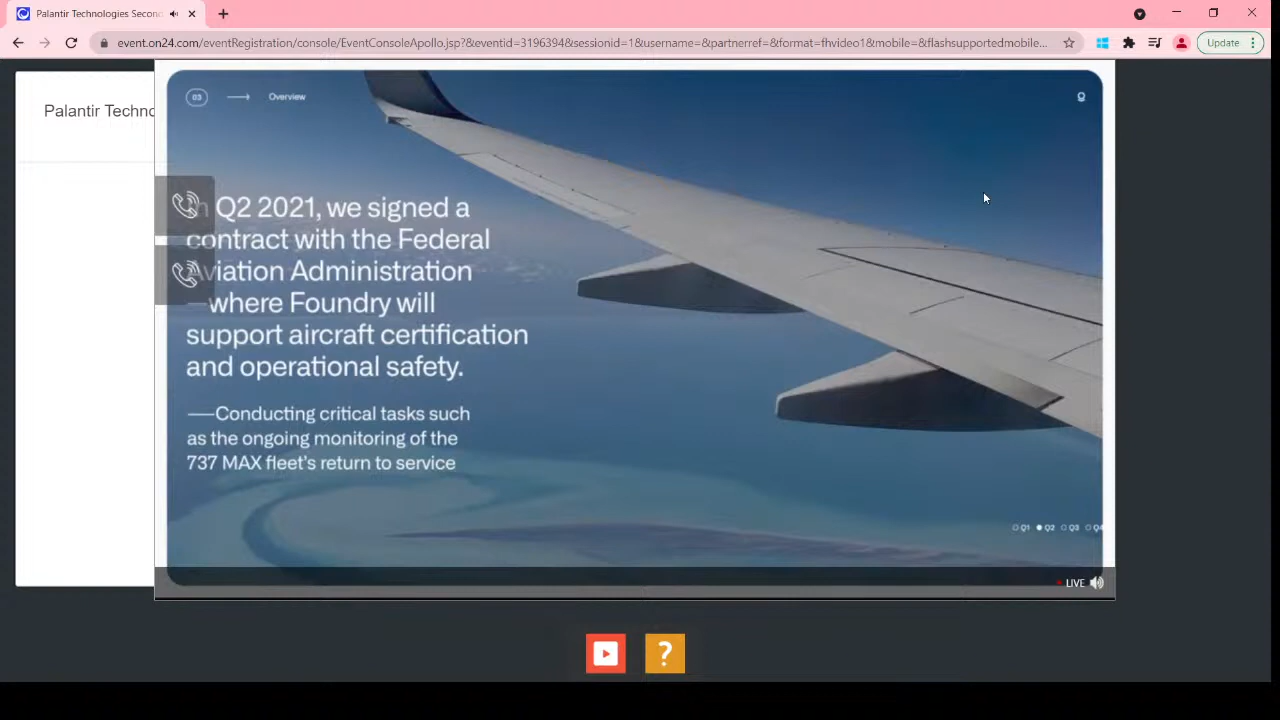 Palantir Technologies Secon
event.on24.com/eventRegistration/console/EventConsoleApollo.jsp?&eventid=3196394&sessionid=1&username=&partnerref=&format=fhvideo1&mobile=&flashsupportedmobile...
Update
Palantir Techno
03
Overview
Q2 2021, we signed a
contract with the Federal
viation Administration
—where Foundry will
support aircraft certification
and operational safety.
—Conducting critical tasks such
as the ongoing monitoring of the
737 MAX fleet's return to service
Q1 Q2 Q3 Q4
LIVE
?